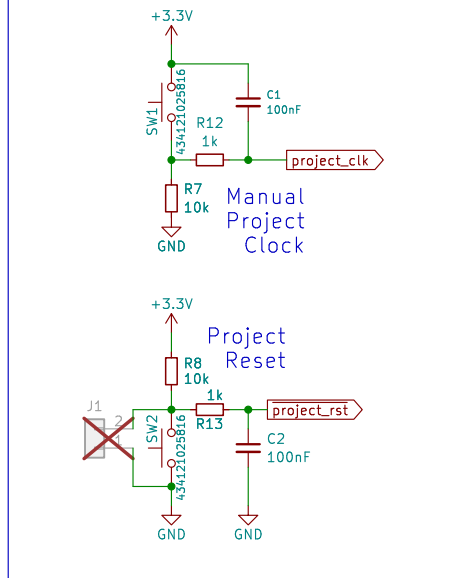 +3.3V
SW1
434121025816
C1
100nF
R12
1k
project_clk
R7
10k
GND
Manual
Project
Clock
+3.3V
Project
Reset
R8
10k
J1
2
1
SW2
434121025816
1k
R13
project_rst
C2
100nF
GND
GND